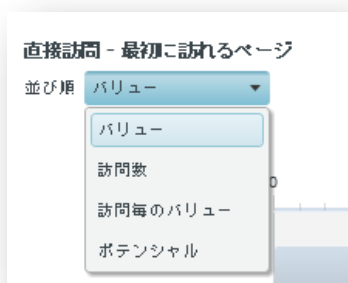 直接訪問 - 最初に訪れるページ
並び順 バリュー
バリュー
訪問数
訪問毎のバリュー
ポテンシャル
0